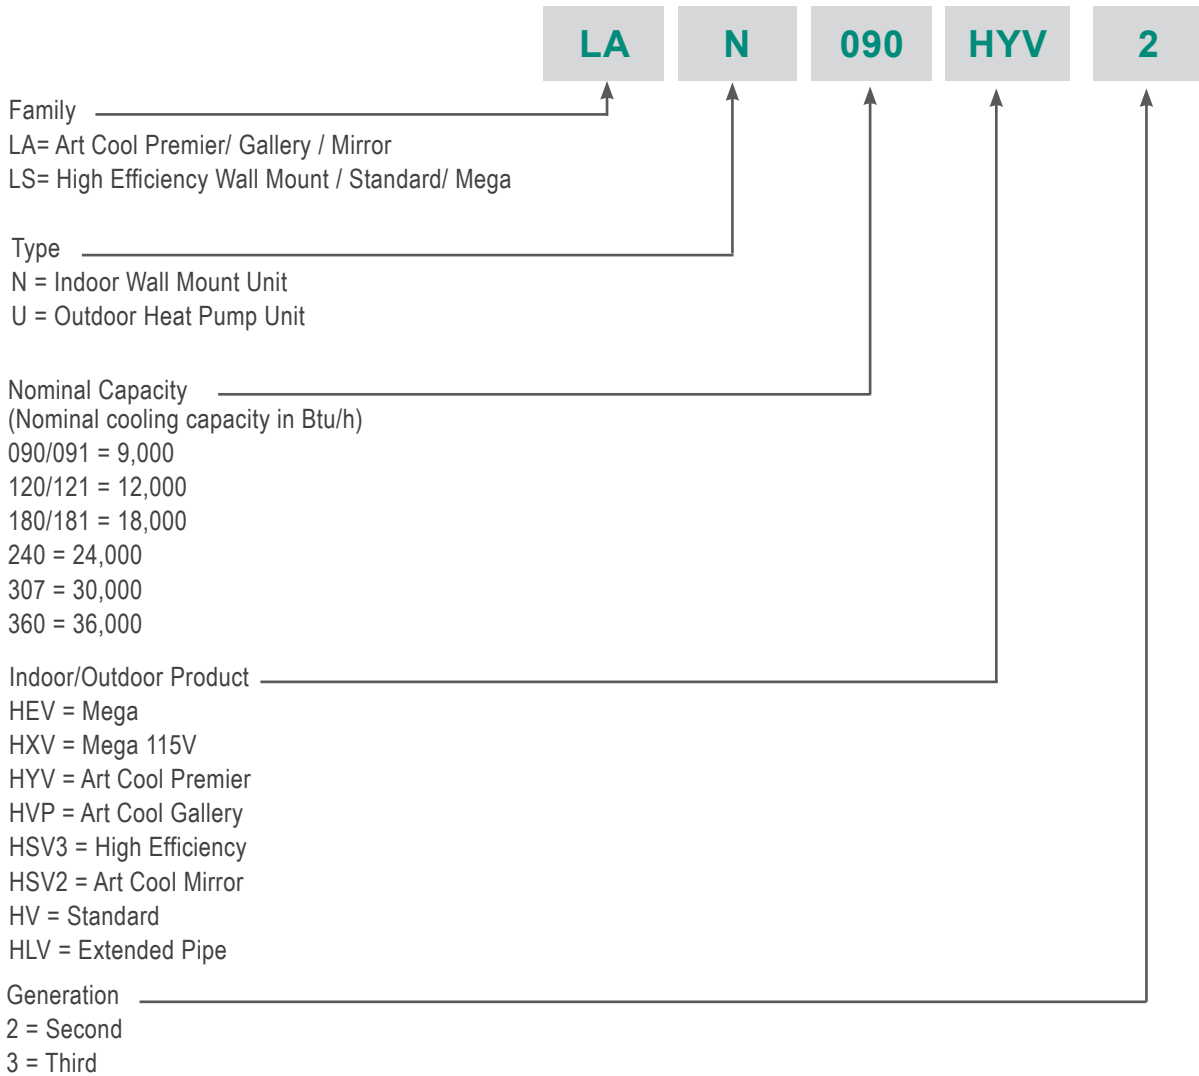 LA N 090 HYV 2
Family
LA= Art Cool Premier/ Gallery / Mirror
LS= High Efficiency Wall Mount / Standard/ Mega
Type
N = Indoor Wall Mount Unit
U = Outdoor Heat Pump Unit
Nominal Capacity
(Nominal cooling capacity in Btu/h)
090/091 = 9,000
120/121 = 12,000
180/181 = 18,000
240 = 24,000
307 = 30,000
360 = 36,000
Indoor/Outdoor Product
HEV = Mega
HXV = Mega 115V
HYV = Art Cool Premier
HVP = Art Cool Gallery
HSV3 = High Efficiency
HSV2 = Art Cool Mirror
HV = Standard
HLV = Extended Pipe
Generation
2 = Second
3 = Third